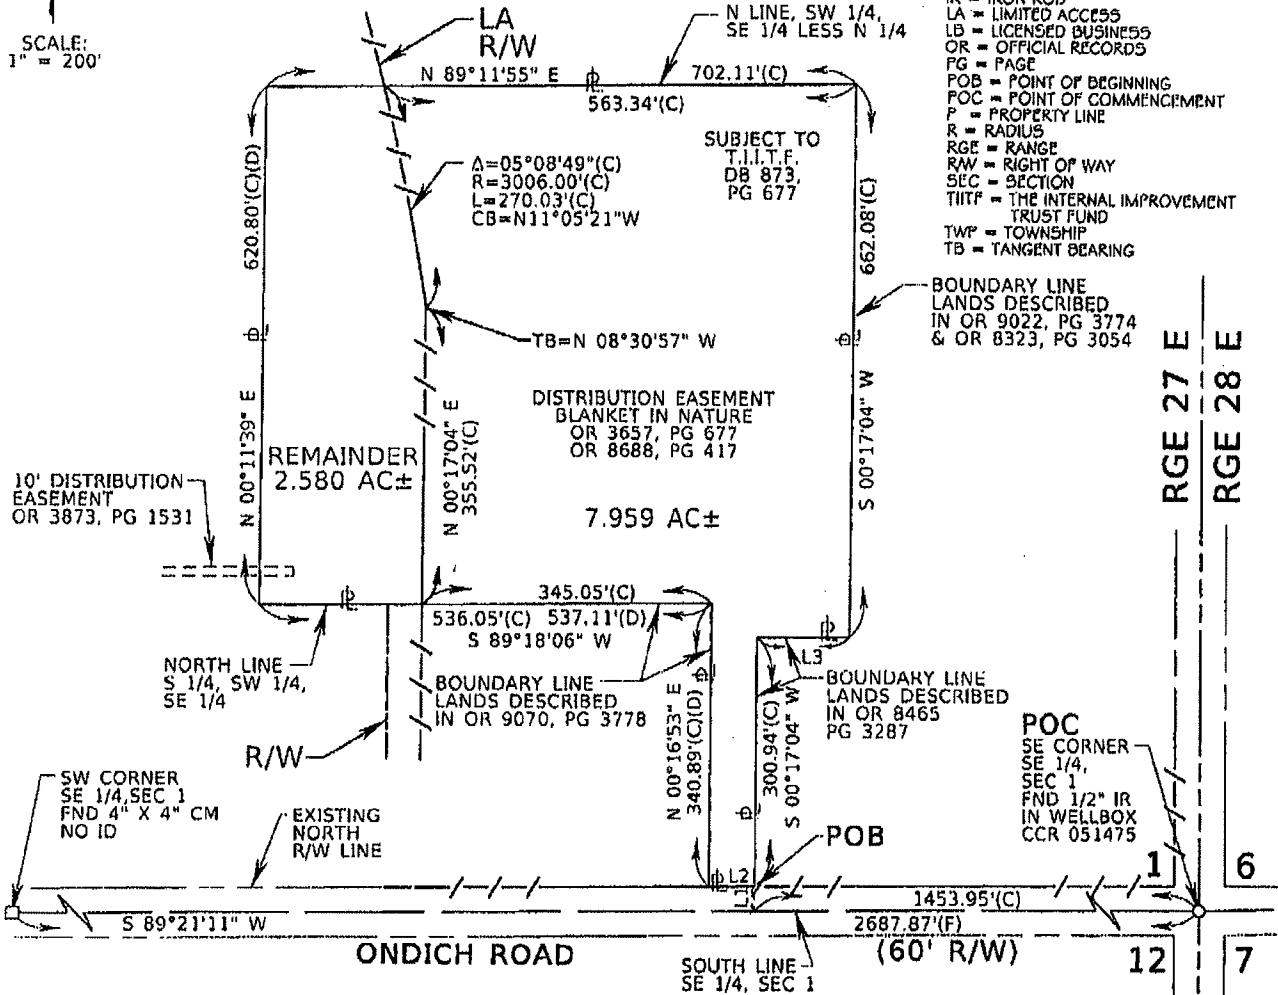 SCALE:
1" = 200'
LA
R/W
N LINE, SW 1/4,
SE 1/4 LESS N 1/4
IR = IRON ROD
LA = LIMITED ACCESS
LB = LICENSED BUSINESS
OR = OFFICIAL RECORDS
PG = PAGE
POB = POINT OF BEGINNING
POC = POINT OF COMMENCEMENT
P = PROPERTY LINE
R = RADIUS
RGE = RANGE
R/W = RIGHT OF WAY
SEC = SECTION
TIITF = THE INTERNAL IMPROVEMENT
TRUST FUND
TWP = TOWNSHIP
TB = TANGENT BEARING
N 89°11'55" E
702.11'(C)
563.34'(C)
SUBJECT TO
T.I.I.T.F.
DB 873,
PG 677
Δ=05°08'49"(C)
R=3006.00'(C)
L=270.03'(C)
CB=N11°05'21"W
620.80'(C)(D)
N 00°11'39" E
662.08'(C)
S 00°17'04" W
BOUNDARY LINE
LANDS DESCRIBED
IN OR 9022, PG 3774
& OR 8323, PG 3054
TB=N 08°30'57" W
RGE 27 E
RGE 28 E
DISTRIBUTION EASEMENT
BLANKET IN NATURE
OR 3657, PG 677
OR 8688, PG 417
REMAINDER
2.580 AC±
N 00°17'04" E
355.52'(C)
7.959 AC±
10' DISTRIBUTION
EASEMENT
OR 3873, PG 1531
345.05'(C)
536.05'(C) 537.11'(D)
S 89°18'06" W
NORTH LINE
S 1/4, SW 1/4,
SE 1/4
BOUNDARY LINE
LANDS DESCRIBED
IN OR 9070, PG 3778
N 00°16'53" E
340.89'(C)(D)
300.94'(C)
S 00°17'04" W
L3
BOUNDARY LINE
LANDS DESCRIBED
IN OR 8465
PG 3287
R/W
POC
SE CORNER
SE 1/4,
SEC 1
FND 1/2" IR
IN WELLBOX
CCR 051475
SW CORNER
SE 1/4,SEC 1
FND 4" X 4" CM
NO ID
EXISTING
NORTH
R/W LINE
POB
L2
L1
1
6
1453.95'(C)
S 89°21'11" W
2687.87'(F)
ONDICH ROAD
(60' R/W)
12
7
SOUTH LINE
SE 1/4, SEC 1